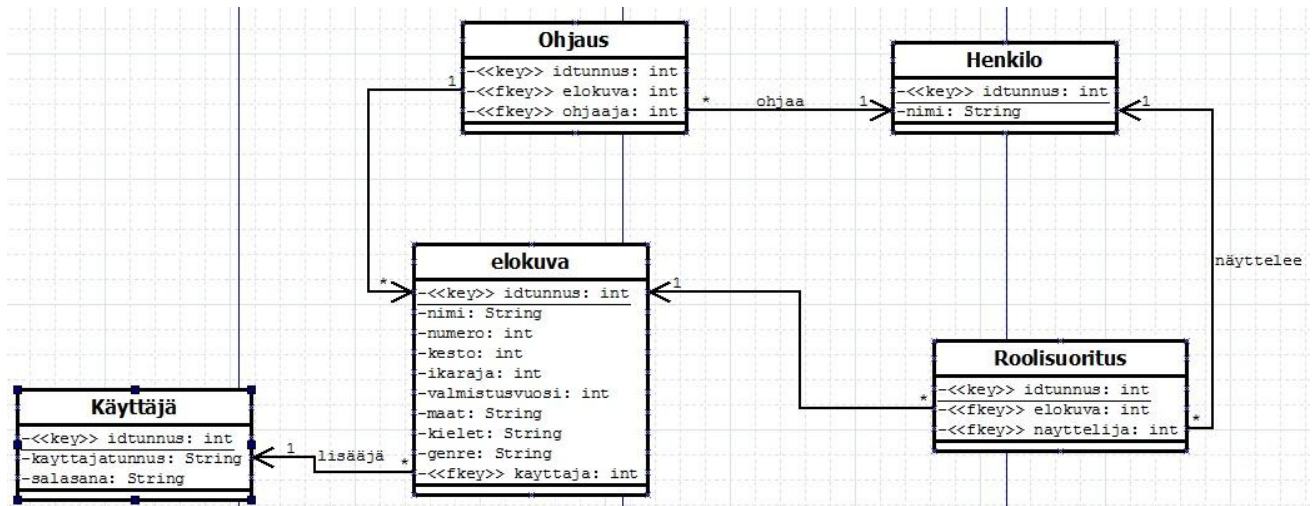 Ohjaus
-<<key>> idtunnus: int
-<<fkey>> elokuva: int
-<<fkey>> ohjaaja: int
1
*
ohjaa
1
Henkilo
-<<key>> idtunnus: int
-nimi: String
1
näyttelee
*
elokuva
-<<key>> idtunnus: int
-nimi: String
-numero: int
-kesto: int
-ikaraja: int
-valmistusvuosi: int
-maat: String
-kielet: String
-genre: String
-<<fkey>> kayttaja: int
*
1
*
Roolisuoritus
-<<key>> idtunnus: int
-<<fkey>> elokuva: int
-<<fkey>> nayttelija: int
Käyttäjä
-<<key>> idtunnus: int
-kayttajatunnus: String
-salasana: String
1
lisääjä
*